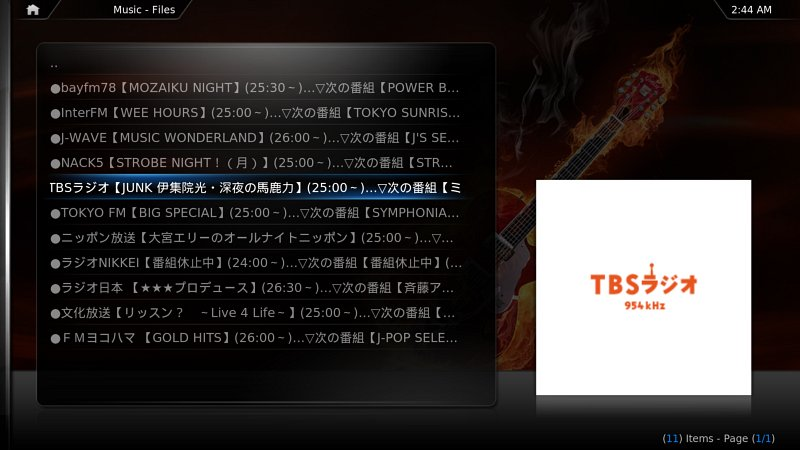 Music - Files
2:44 AM
..
●bayfm78【MOZAIKU NIGHT】(25:30～)...▽次の番組【POWER B...
●InterFM【WEE HOURS】(25:00～)...▽次の番組【TOKYO SUNRIS...
●J-WAVE【MUSIC WONDERLAND】(26:00～)...▽次の番組【J'S SE...
●NACK5【STROBE NIGHT！（月）】(25:00～)...▽次の番組【STR...
TBSラジオ【JUNK 伊集院光・深夜の馬鹿力】(25:00～)...▽次の番組【ミ
●TOKYO FM【BIG SPECIAL】(25:00～)...▽次の番組【SYMPHONIA...
●ニッポン放送【大宮エリーのオールナイトニッポン】(25:00～)...▽...
●ラジオNIKKEI【番組休止中】(24:00～)...▽次の番組【番組休止中】(...
●ラジオ日本 【★★★プロデュース】(26:30～)...▽次の番組【斉藤ア...
●文化放送【リッスン？　～Live 4 Life～】(25:00～)...▽次の番組【...
●ＦＭヨコハマ 【GOLD HITS】(26:00～)...▽次の番組【J-POP SELE...
TBSラジオ
954kHz
(11) Items - Page (1/1)